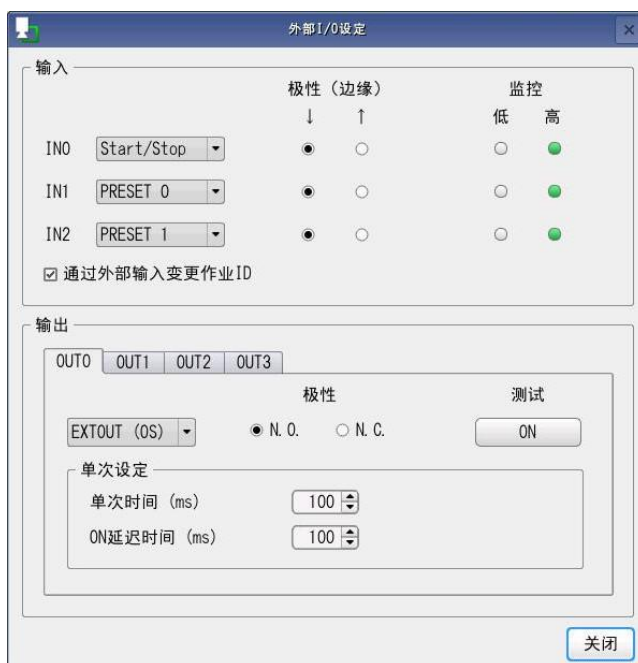 外部I/O设定
输入
极性（边缘） 监控
↓ ↑ 低 高
IN0 Start/Stop
IN1 PRESET 0
IN2 PRESET 1
通过外部输入变更作业ID
输出
OUT0 OUT1 OUT2 OUT3
极性 测试
EXTOUT (OS) N.O. N.C. ON
单次设定
单次时间 (ms) 100
ON延迟时间 (ms) 100
关闭